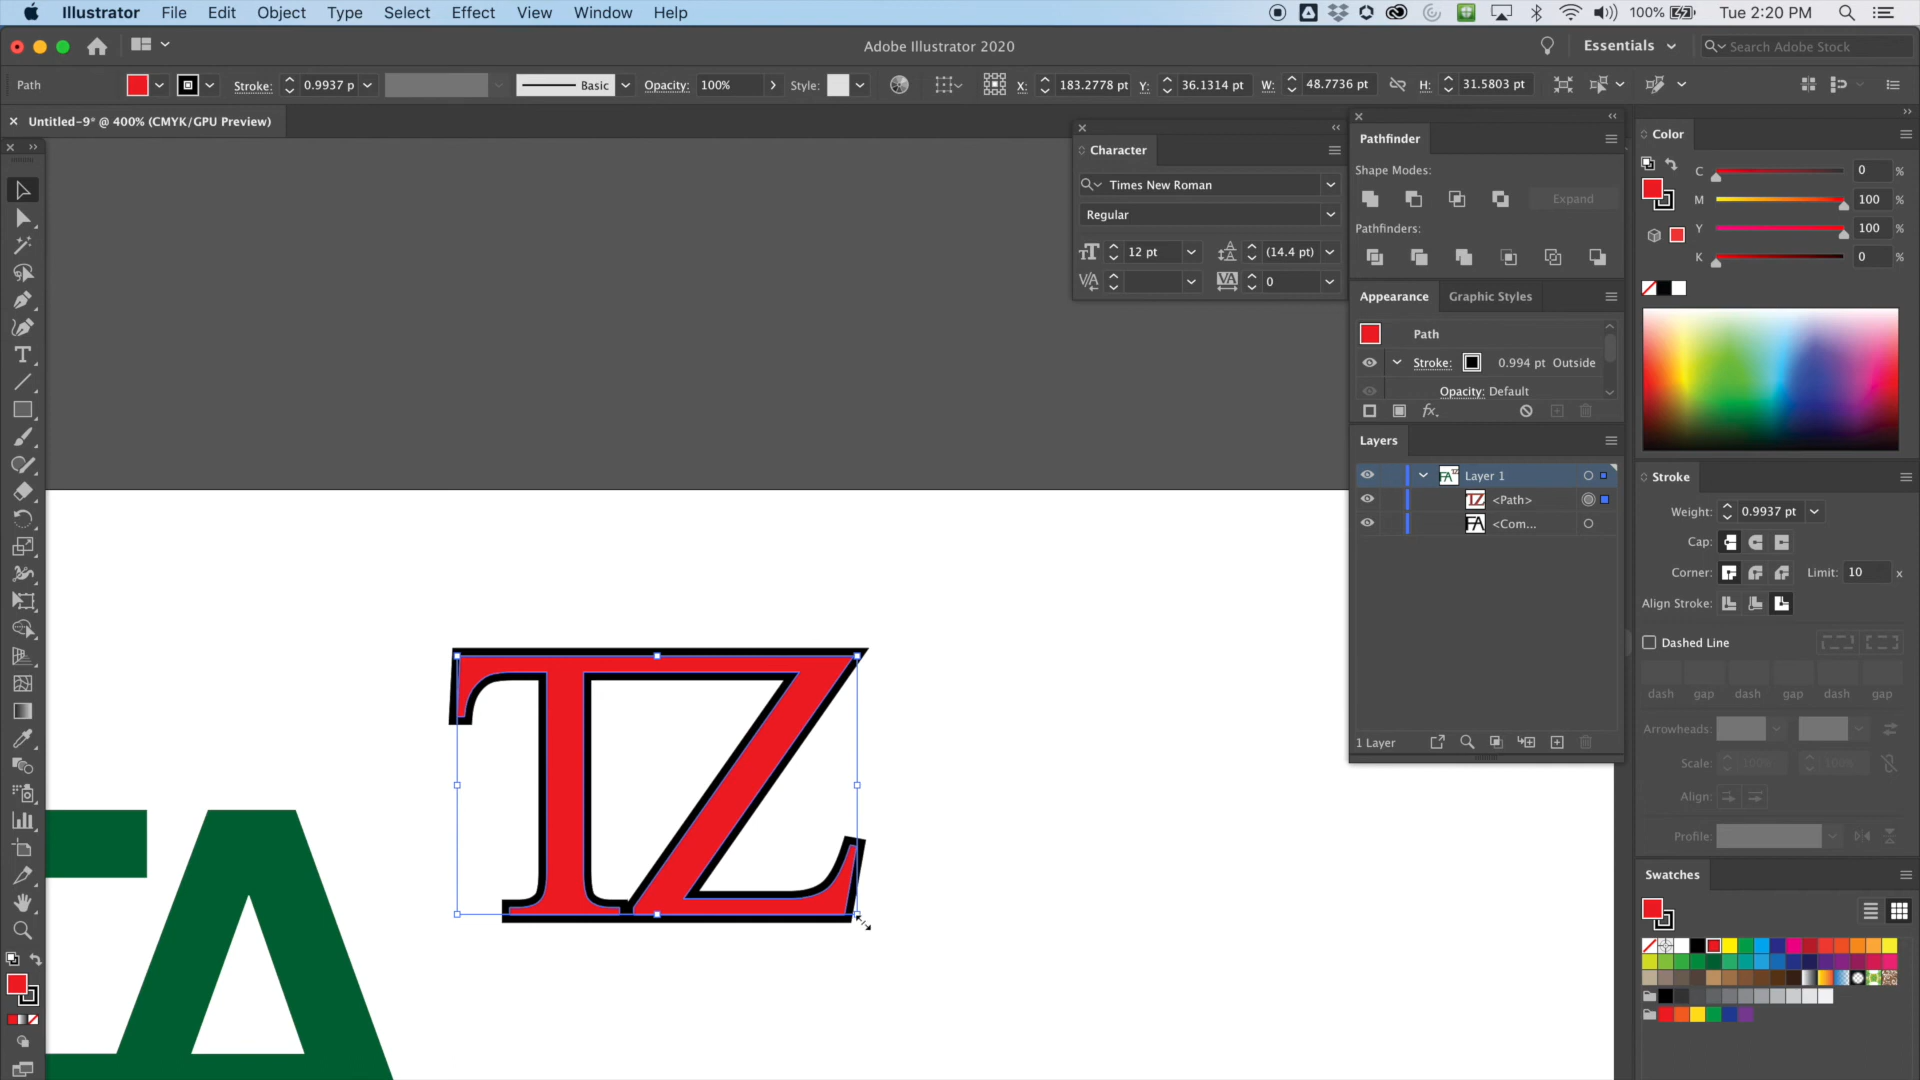 Illustrator File Edit Object Type Select Effect View Window Help 100% Tue 2:20 PM
Adobe Illustrator 2020 Essentials Search Adobe Stock
Path Stroke: 0.9937 p Basic Opacity: 100% Style: X: 183.2778 pt Y: 36.1314 pt W: 48.7736 pt H: 31.5803 pt
Untitled-9* @ 400% (CMYK/GPU Preview)
Character
Times New Roman
Regular
12 pt (14.4 pt)
0
Pathfinder
Shape Modes:
Expand
Pathfinders:
Appearance Graphic Styles
Path
Stroke: 0.994 pt Outside
Opacity: Default
fx.
Layers
Layer 1
<Path>
<Com...
1 Layer
Color
C 0 %
M 100 %
Y 100 %
K 0 %
Stroke
Weight: 0.9937 pt
Cap:
Corner: Limit: 10 x
Align Stroke:
Dashed Line
dash gap dash gap dash gap
Arrowheads:
Scale: 100% 100%
Align:
Profile:
Swatches
TZ
FA